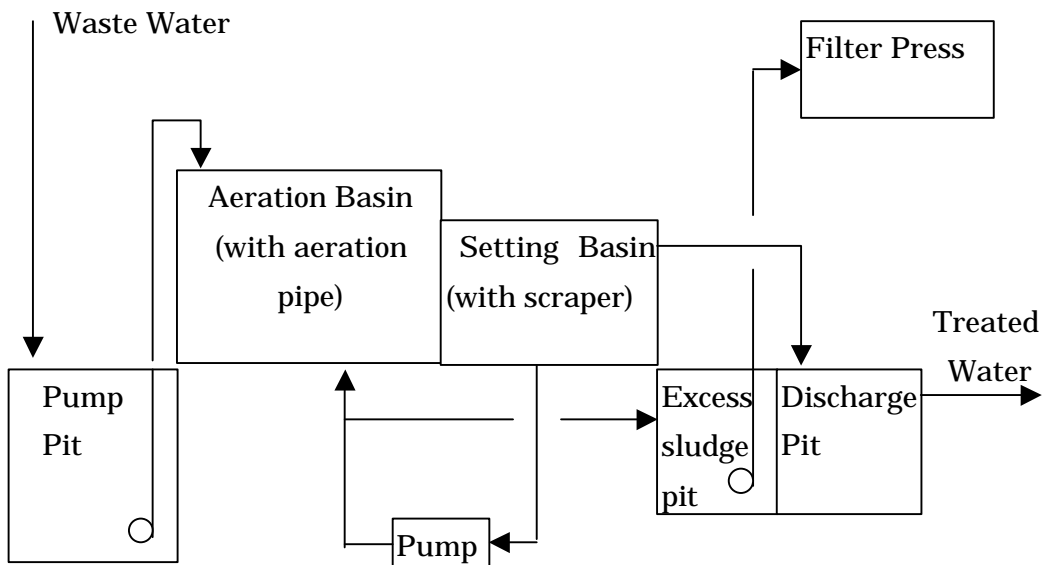 Waste Water
Filter Press
Aeration Basin
(with aeration
pipe)
Setting Basin
(with scraper)
Treated
Water
Pump
Pit
Excess
sludge
pit
Discharge
Pit
Pump